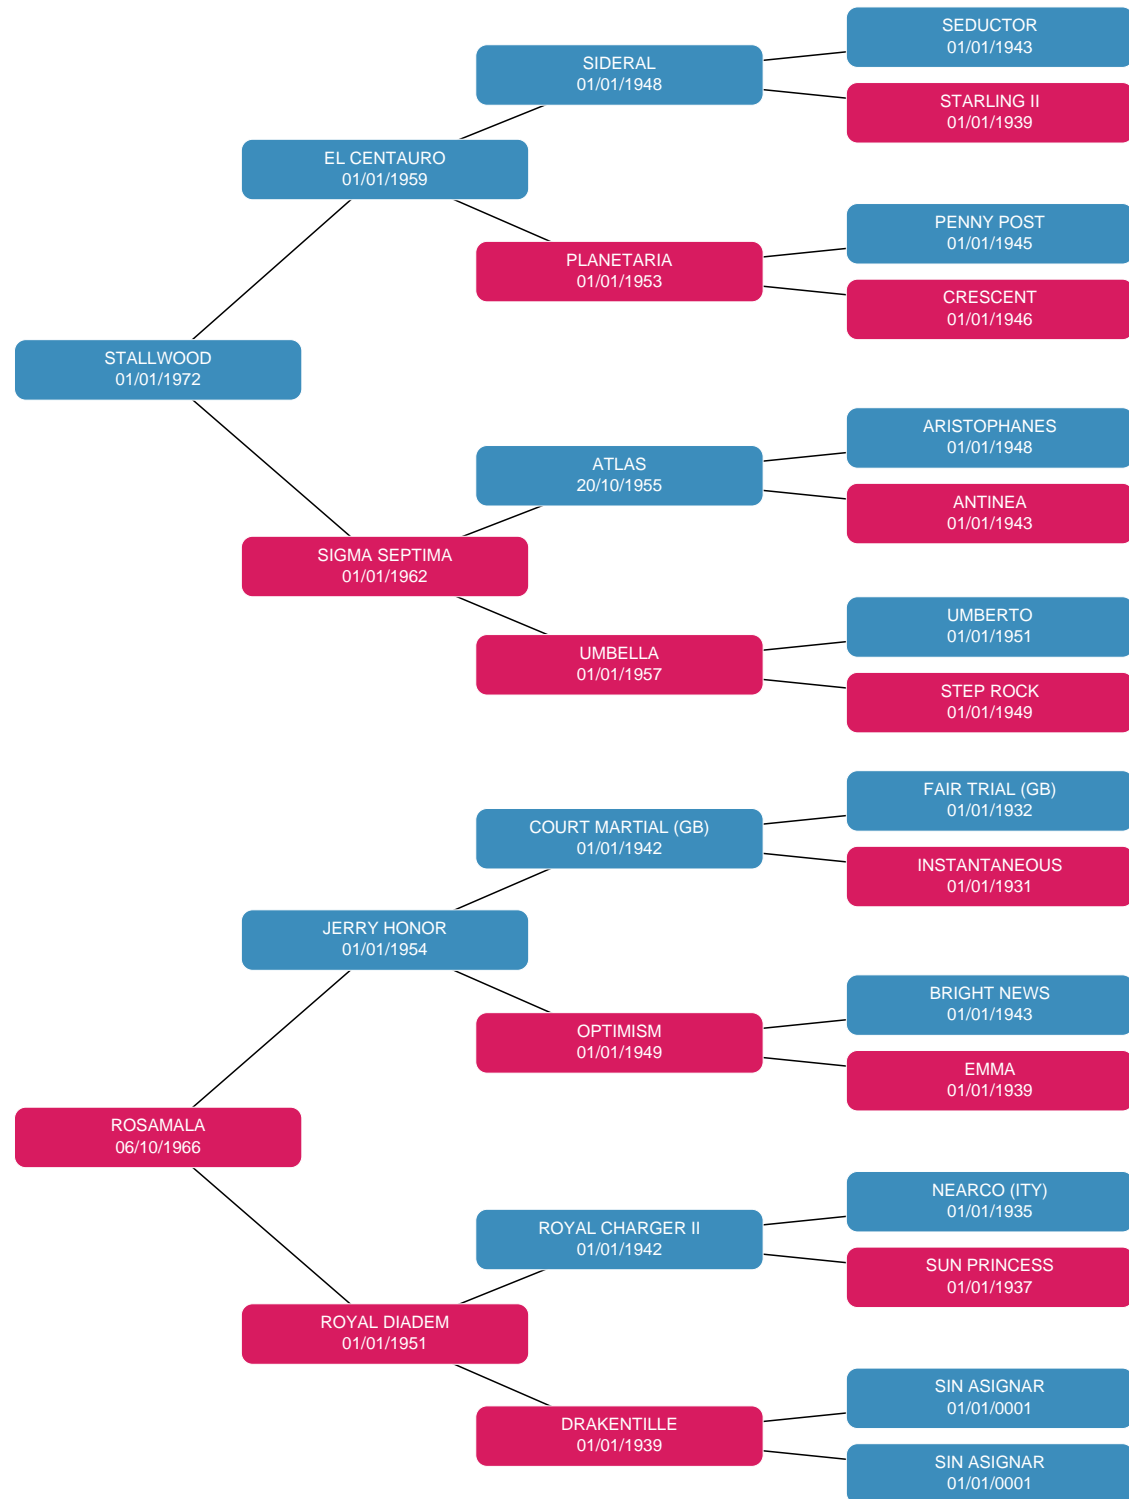 SEDUCTOR
01/01/1943
SIDERAL
01/01/1948
STARLING II
01/01/1939
EL CENTAURO
01/01/1959
PENNY POST
01/01/1945
PLANETARIA
01/01/1953
CRESCENT
01/01/1946
STALLWOOD
01/01/1972
ARISTOPHANES
01/01/1948
ATLAS
20/10/1955
ANTINEA
01/01/1943
SIGMA SEPTIMA
01/01/1962
UMBERTO
01/01/1951
UMBELLA
01/01/1957
STEP ROCK
01/01/1949
FAIR TRIAL (GB)
01/01/1932
COURT MARTIAL (GB)
01/01/1942
INSTANTANEOUS
01/01/1931
JERRY HONOR
01/01/1954
BRIGHT NEWS
01/01/1943
OPTIMISM
01/01/1949
EMMA
01/01/1939
ROSAMALA
06/10/1966
NEARCO (ITY)
01/01/1935
ROYAL CHARGER II
01/01/1942
SUN PRINCESS
01/01/1937
ROYAL DIADEM
01/01/1951
SIN ASIGNAR
01/01/0001
DRAKENTILLE
01/01/1939
SIN ASIGNAR
01/01/0001